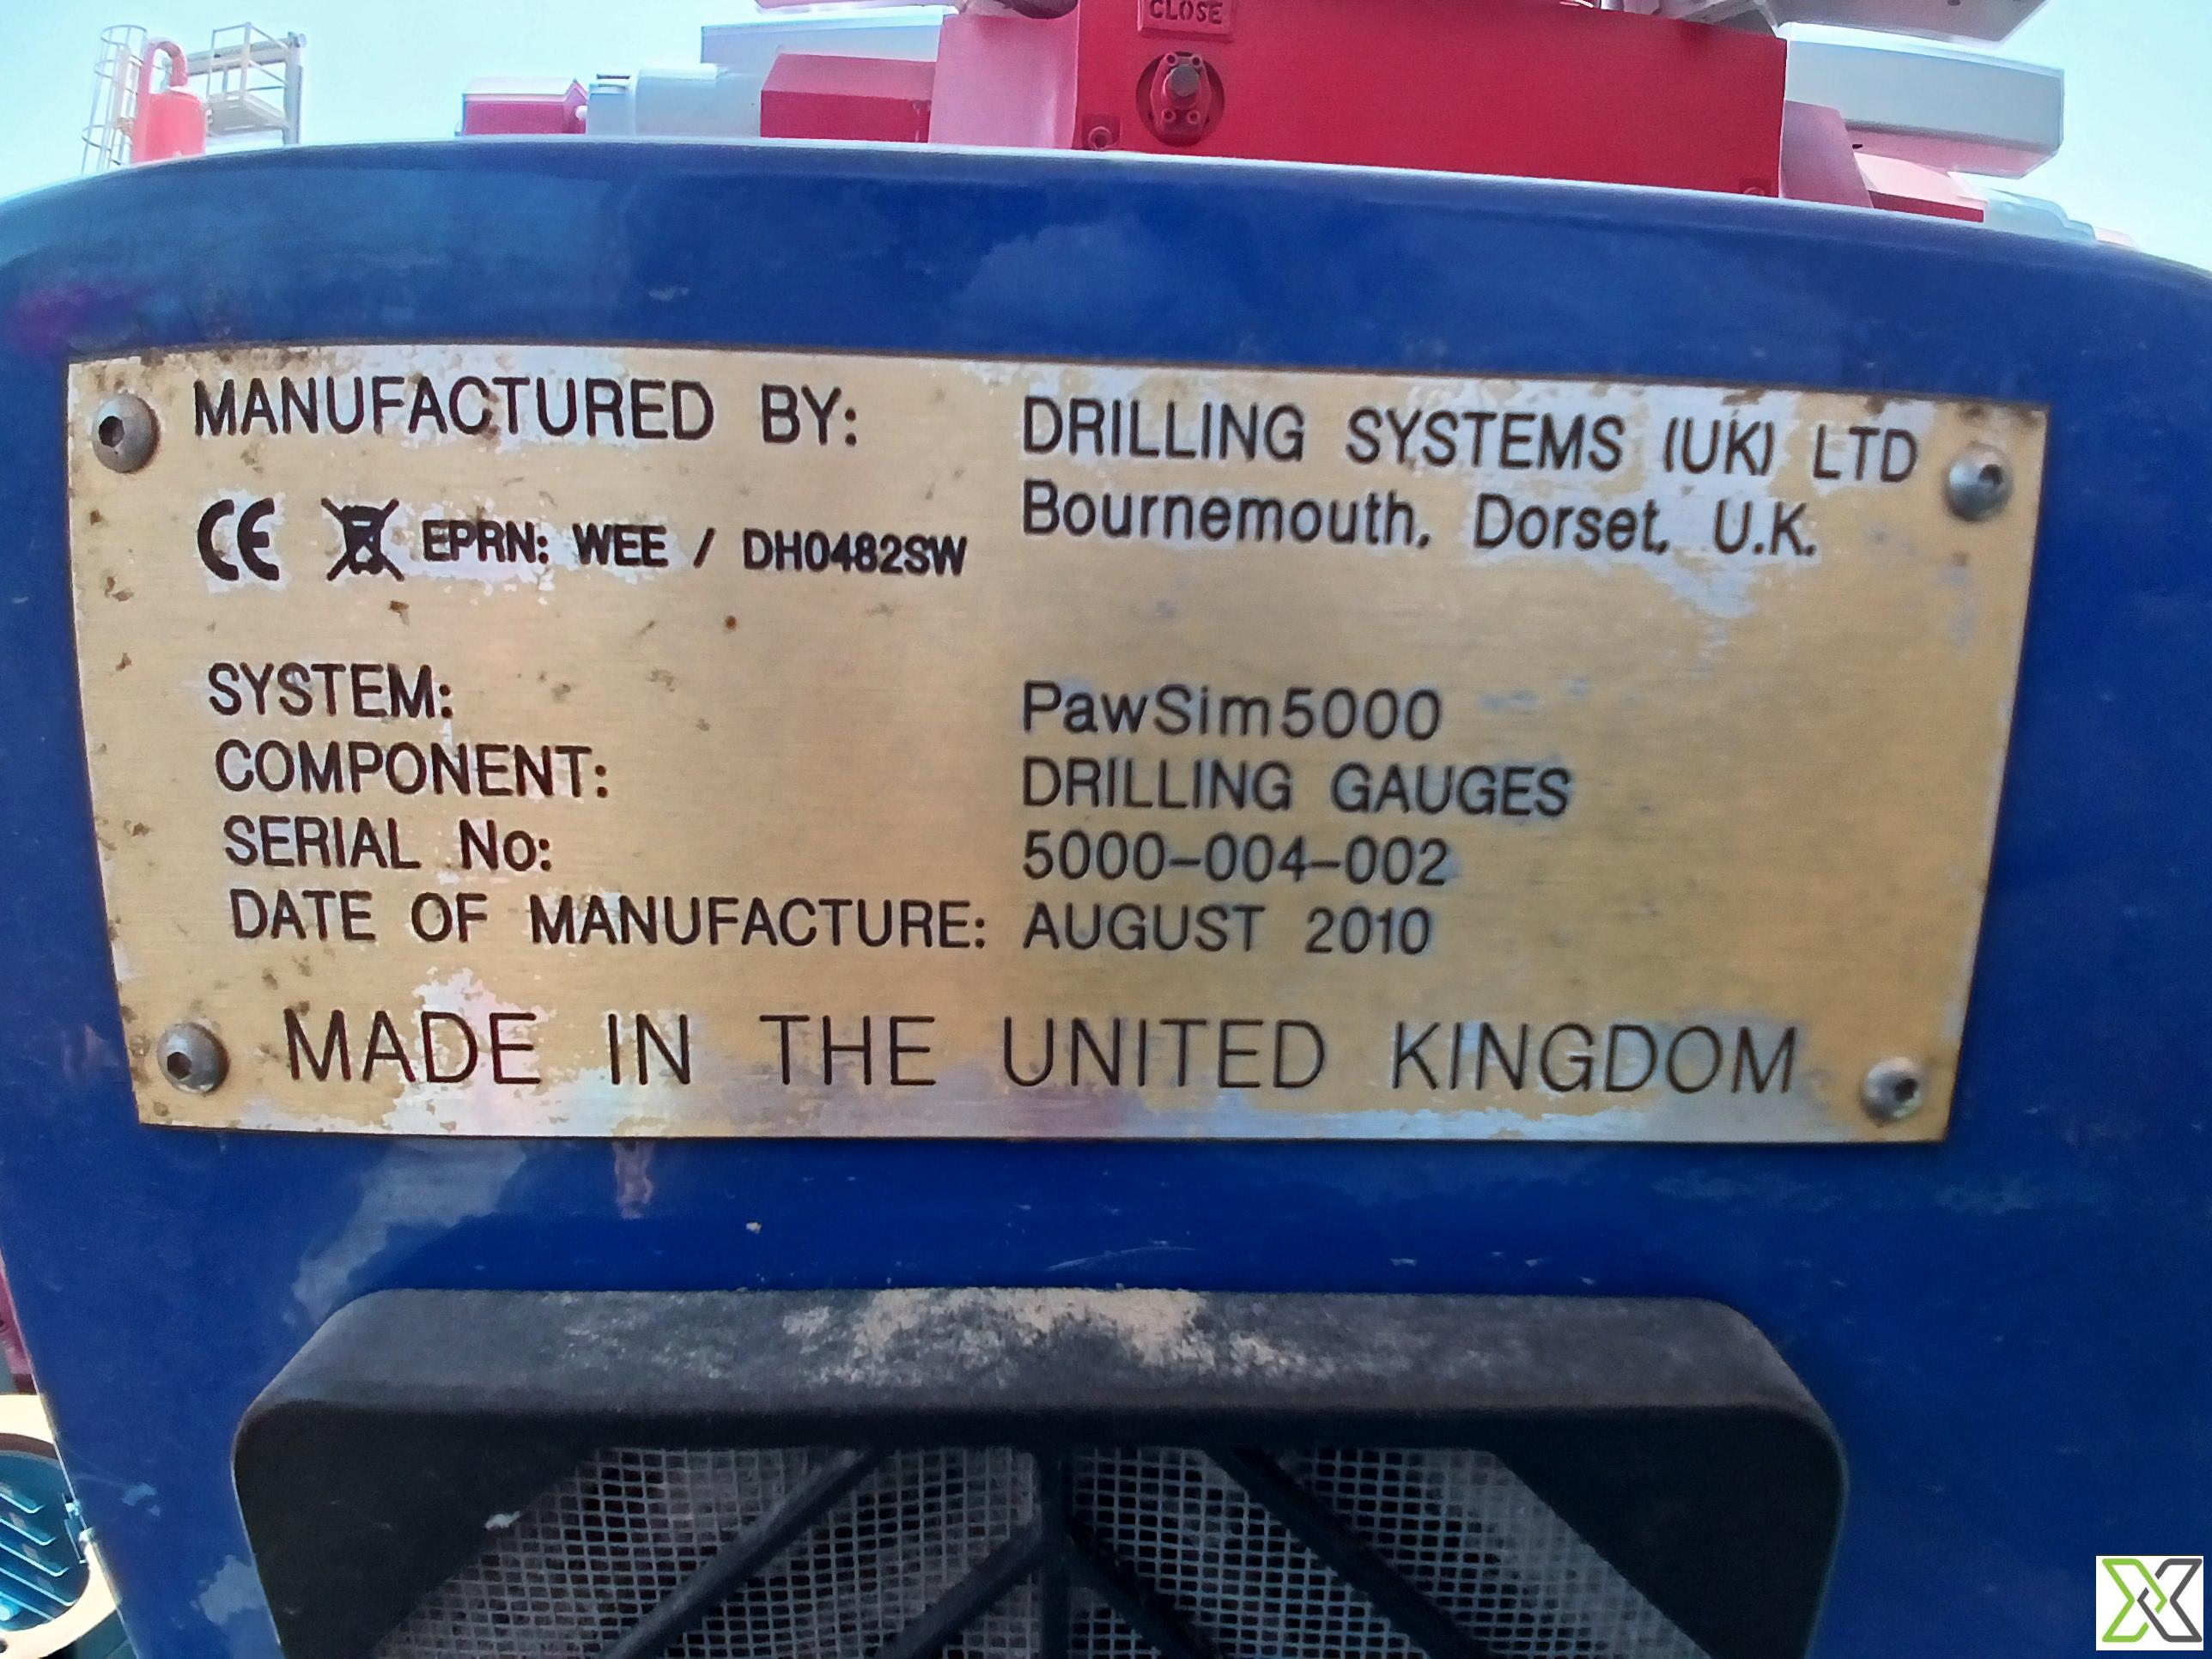 CLOSE
MANUFACTURED BY: DRILLING SYSTEMS (UK) LTD
Bournemouth, Dorset, U.K.
CE EPRN: WEE / DH0482SW
SYSTEM: PawSim5000
COMPONENT: DRILLING GAUGES
SERIAL No: 5000-004-002
DATE OF MANUFACTURE: AUGUST 2010
MADE IN THE UNITED KINGDOM